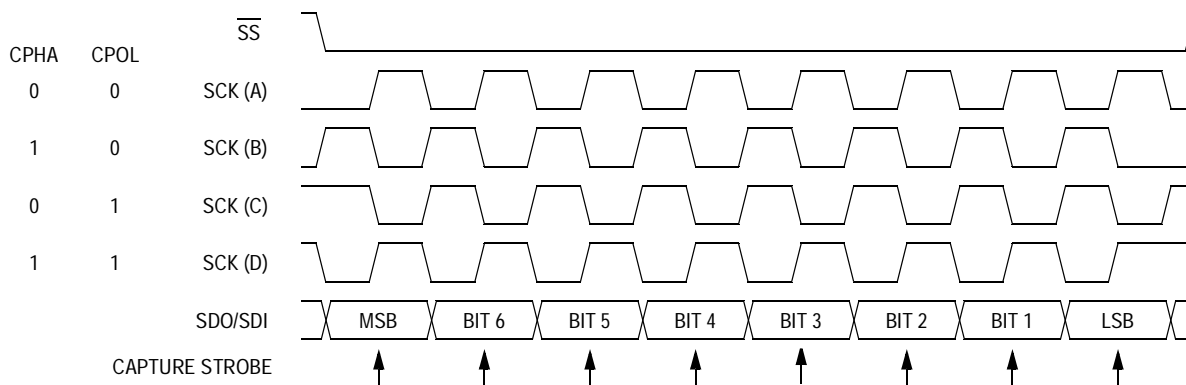 SS
CPHA CPOL
0 0 SCK (A)
1 0 SCK (B)
0 1 SCK (C)
1 1 SCK (D)
SDO/SDI MSB BIT 6 BIT 5 BIT 4 BIT 3 BIT 2 BIT 1 LSB
CAPTURE STROBE